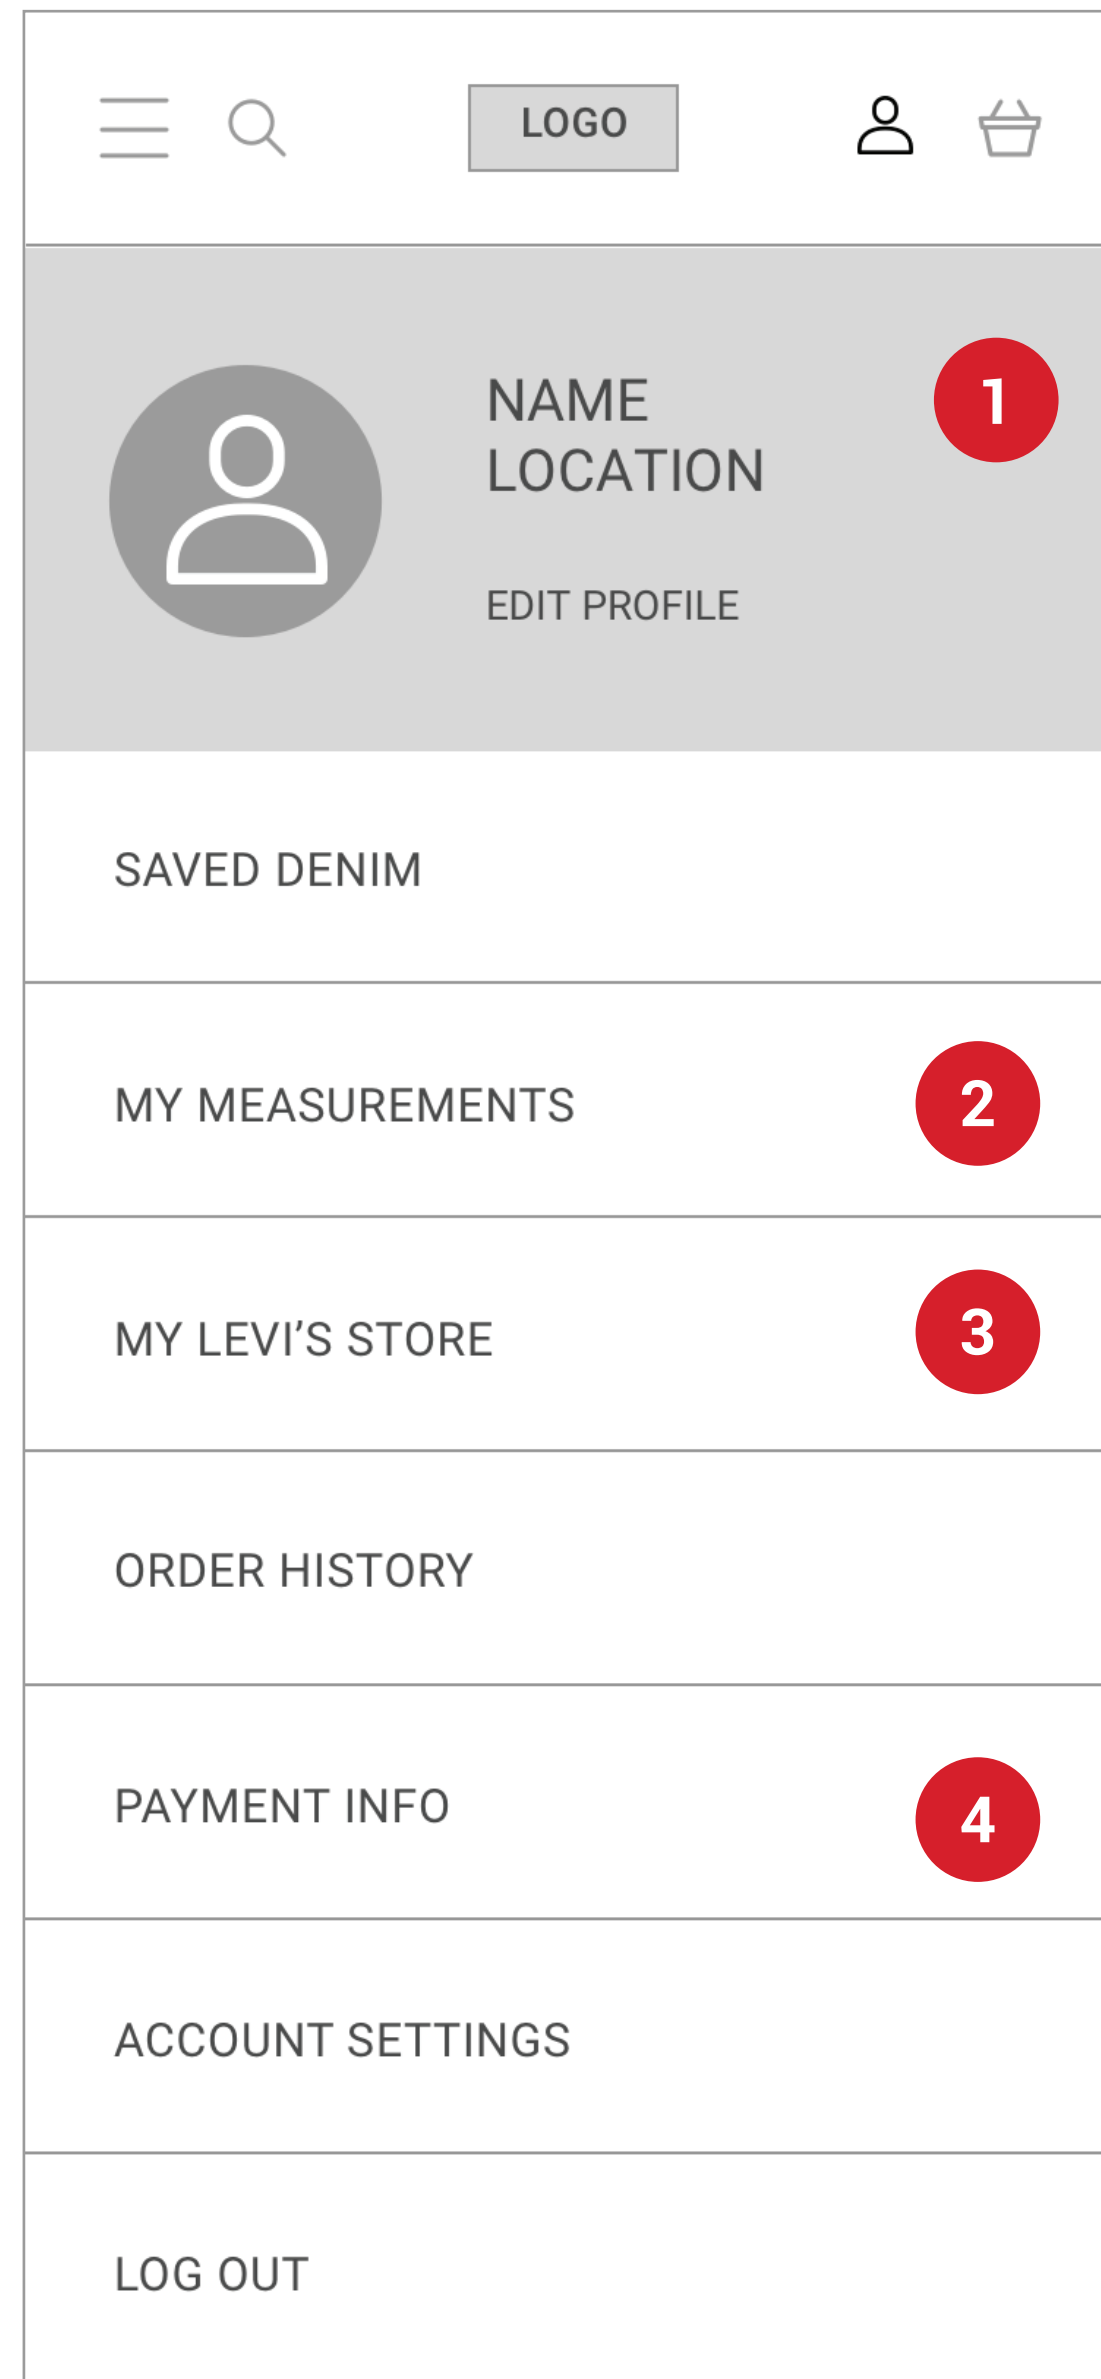 LOGO
NAME
1
LOCATION
EDIT PROFILE
SAVED DENIM
MY MEASUREMENTS
2
MY LEVI’S STORE
3
ORDER HISTORY
PAYMENT INFO
4
ACCOUNT SETTINGS
LOG OUT